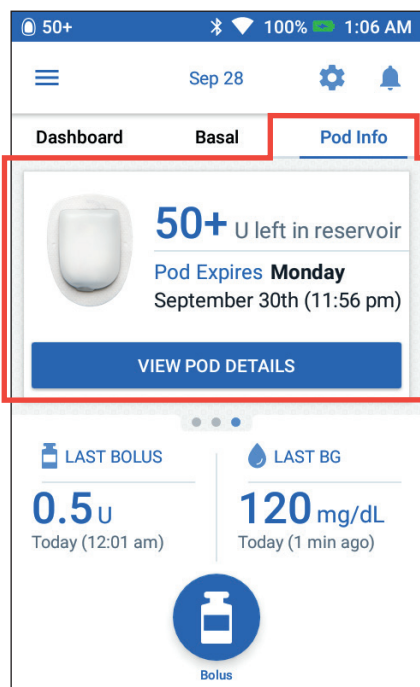 50+ 100% 1:06 AM
Sep 28
Dashboard Basal Pod Info
50+ U left in reservoir
Pod Expires Monday
September 30th (11:56 pm)
VIEW POD DETAILS
LAST BOLUS LAST BG
0.5 U 120 mg/dL
Today (12:01 am) Today (1 min ago)
Bolus